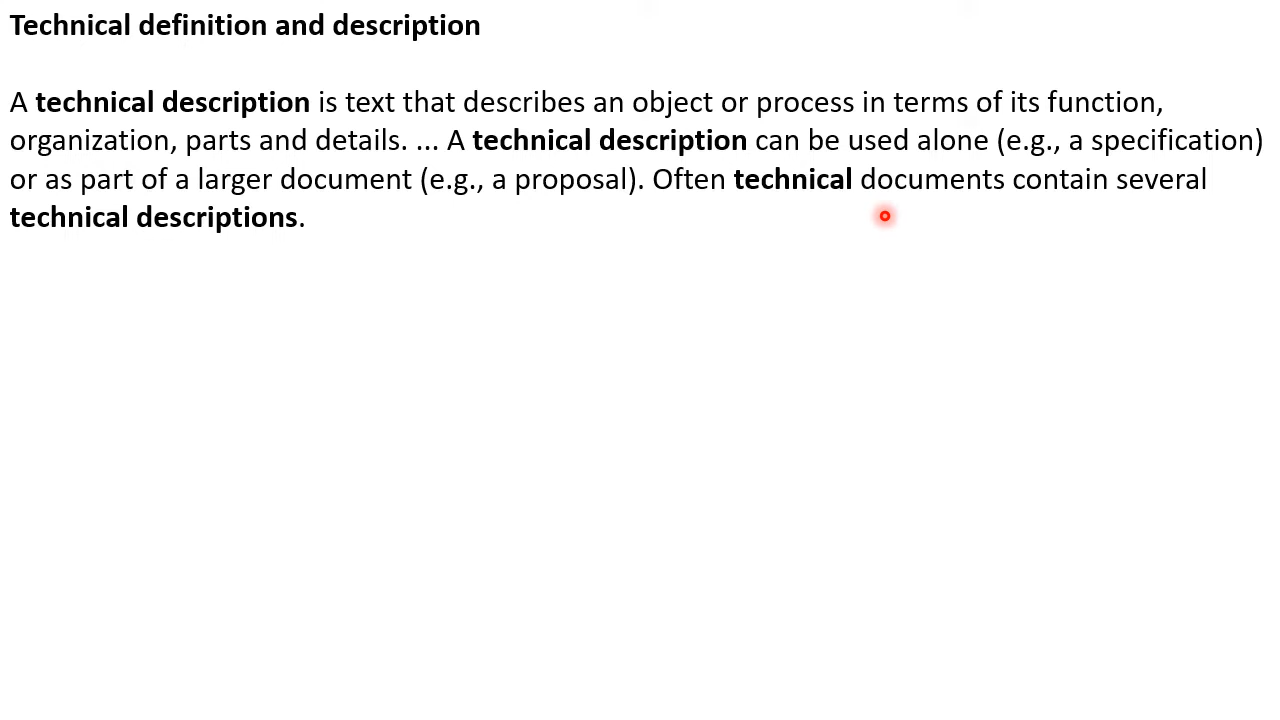 Technical definition and description
A technical description is text that describes an object or process in terms of its function,
organization, parts and details. ... A technical description can be used alone (e.g., a specification)
or as part of a larger document (e.g., a proposal). Often technical documents contain several
technical descriptions.